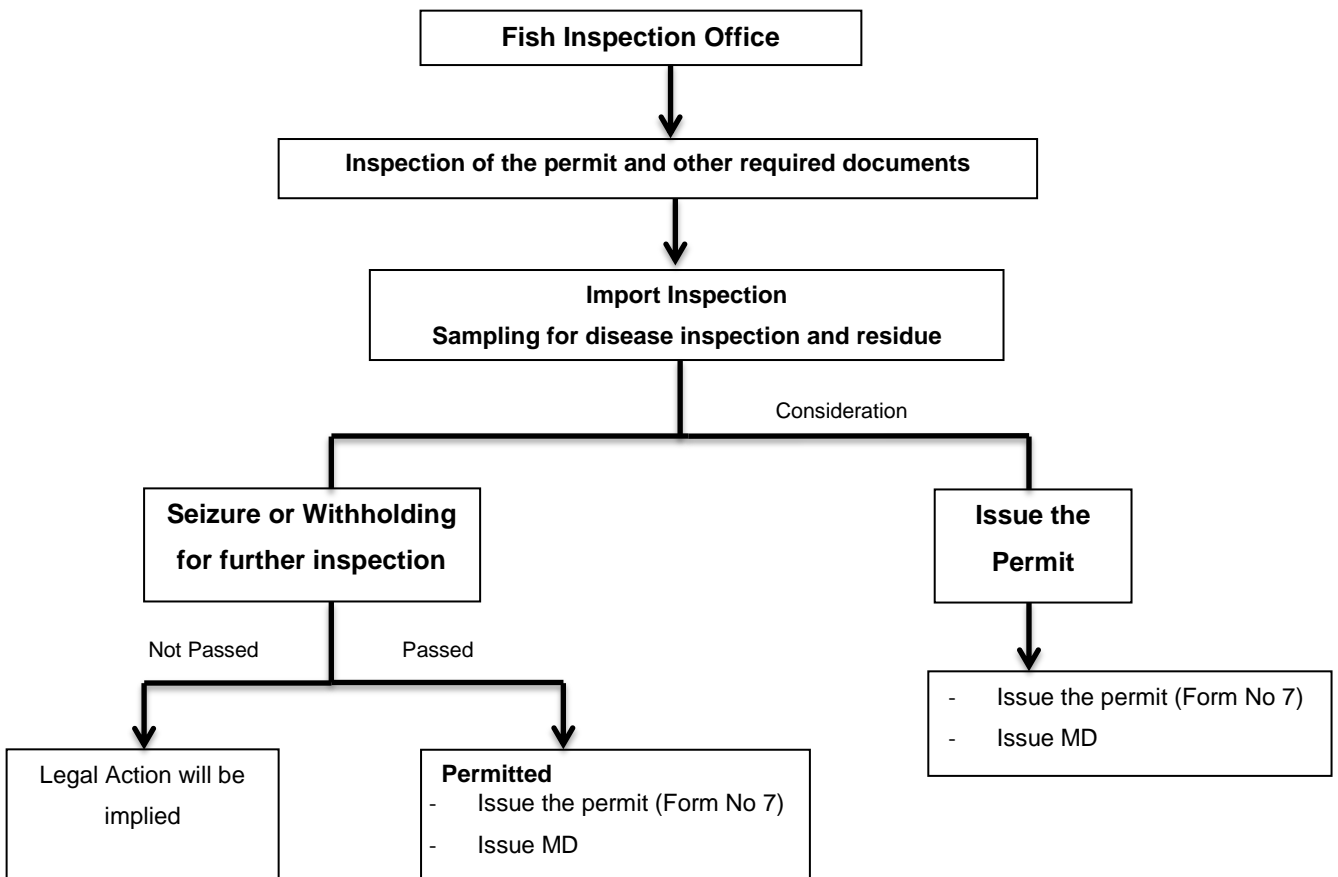 Fish Inspection Office
Inspection of the permit and other required documents
Import Inspection
Sampling for disease inspection and residue
Consideration
Seizure or Withholding
for further inspection
Issue the
Permit
Not Passed
Passed
- Issue the permit (Form No 7)
- Issue MD
Legal Action will be
implied
Permitted
- Issue the permit (Form No 7)
- Issue MD